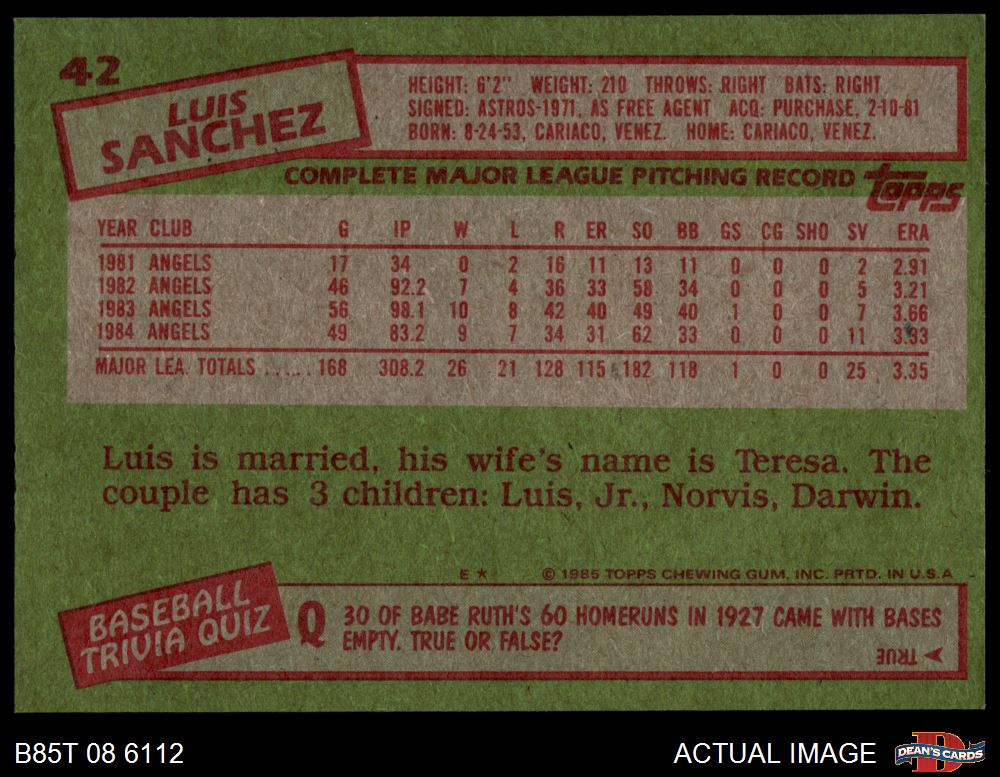 42
LUIS
SANCHEZ
HEIGHT: 6'2" WEIGHT: 210 THROWS: RIGHT BATS: RIGHT
SIGNED: ASTROS-1971, AS FREE AGENT ACQ: PURCHASE, 2-10-81
BORN: 8-24-53, CARIACO, VENEZ. HOME: CARIACO, VENEZ.
COMPLETE MAJOR LEAGUE PITCHING RECORD topps
YEAR CLUB G IP W L R ER SO BB GS CG SHO SV ERA
1981 ANGELS 17 34 0 2 16 11 13 11 0 0 0 2 2.91
1982 ANGELS 46 92.2 7 4 36 33 58 34 0 0 0 5 3.21
1983 ANGELS 56 98.1 10 8 42 40 49 40 1 0 0 7 3.66
1984 ANGELS 49 83.2 9 7 34 31 62 33 0 0 0 11 3.33
MAJOR LEA. TOTALS ..... 168 308.2 26 21 128 115 182 118 1 0 0 25 3.35
Luis is married, his wife's name is Teresa. The
couple has 3 children: Luis, Jr., Norvis, Darwin.
E ★ © 1985 TOPPS CHEWING GUM, INC. PRTD. IN U.S.A
BASEBALL
TRIVIA QUIZ
Q 30 OF BABE RUTH'S 60 HOMERUNS IN 1927 CAME WITH BASES
EMPTY. TRUE OR FALSE?
TRUE
B85T 08 6112
ACTUAL IMAGE
DEAN'S CARDS